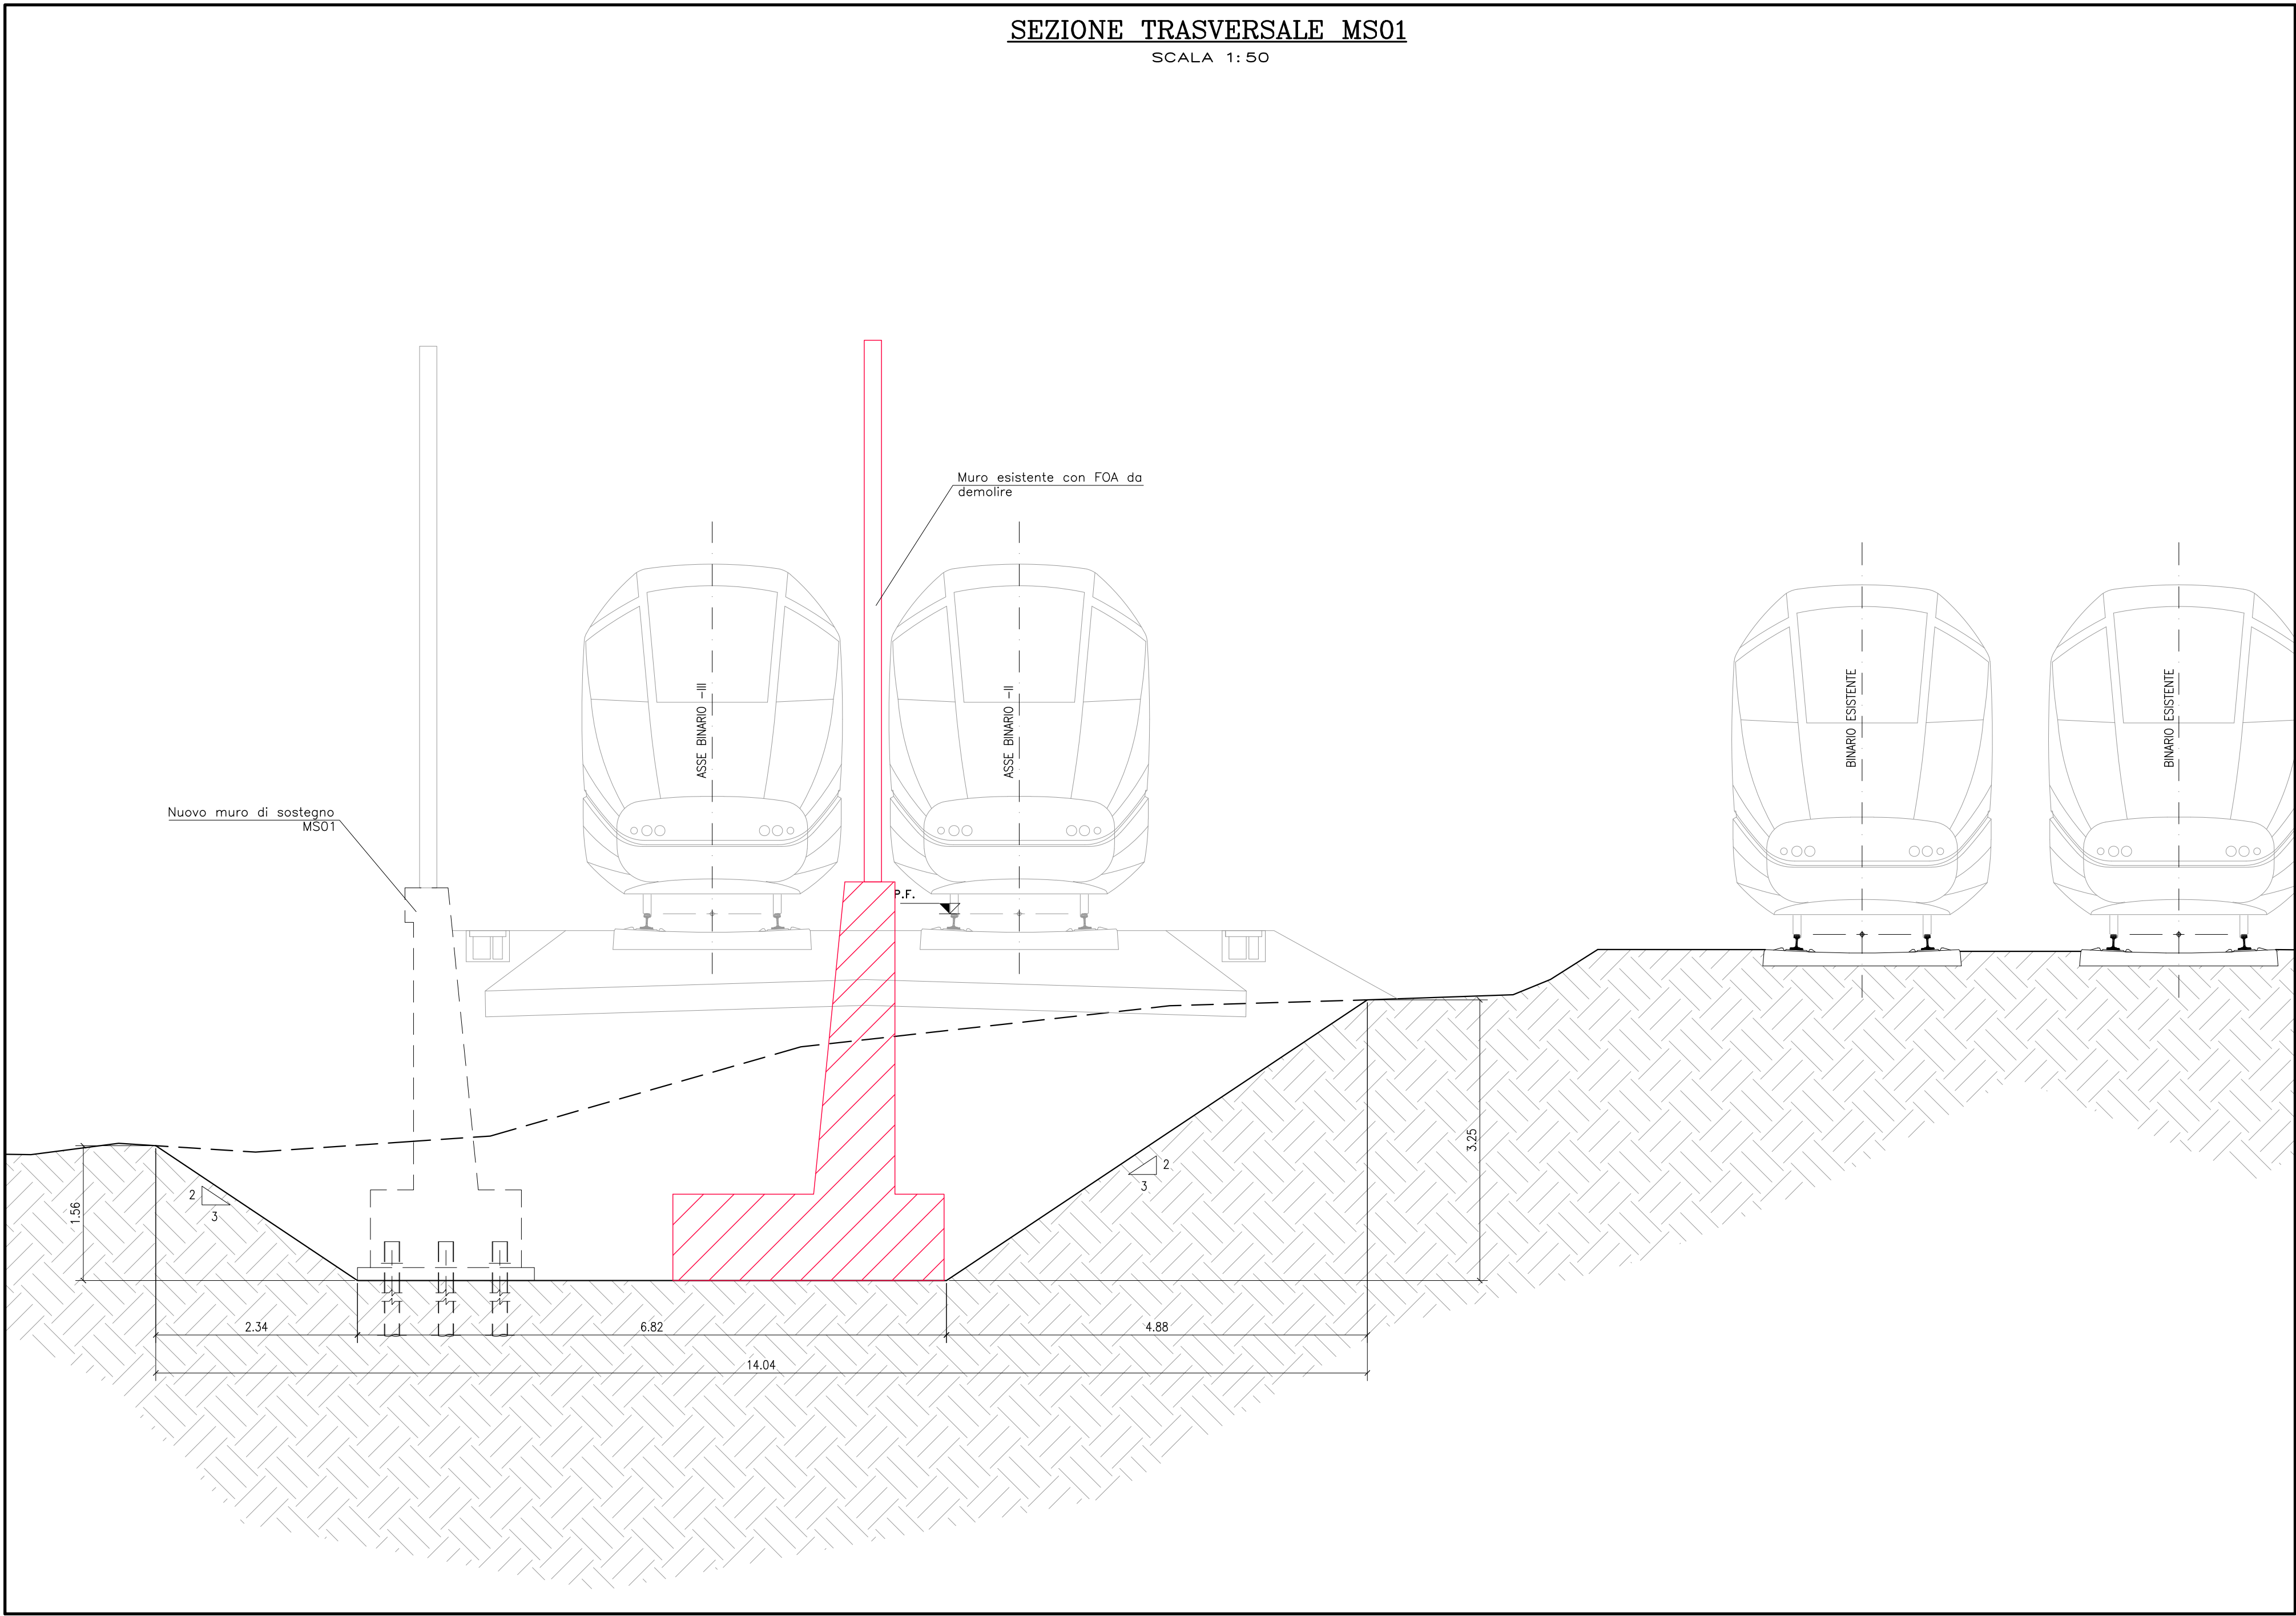 SEZIONE TRASVERSALE MS01
SCALA 1:50
Muro esistente con FOA da
demolire
ASSE BINARIO -III
ASSE BINARIO -II
BINARIO ESISTENTE
BINARIO ESISTENTE
Nuovo muro di sostegno
MS01
P.F.
1.56
2
3
2
3
3.25
2.34
6.82
4.88
14.04